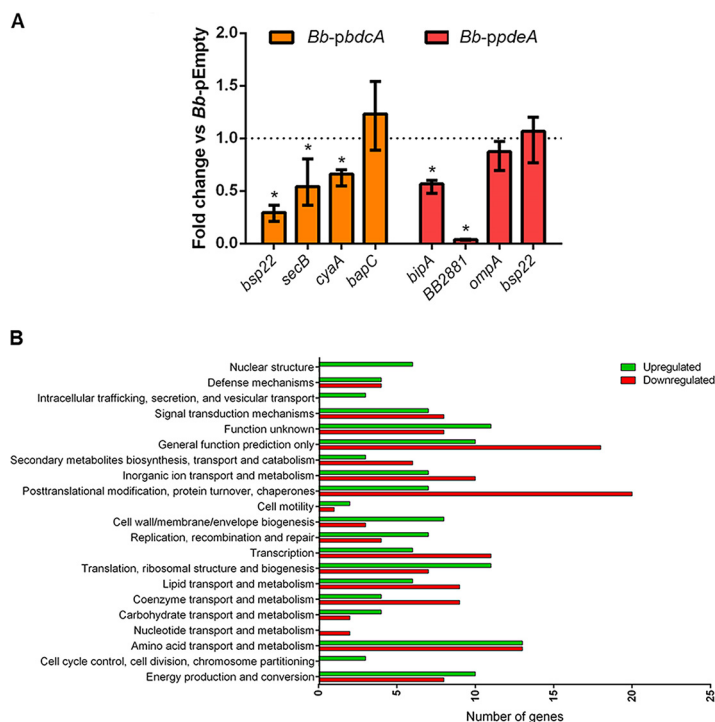 A
Bb-pbdcA
Bb-ppdeA
Fold change vs Bb-pEmpty
2.0
1.5
1.0
0.5
0.0
*
*
*
*
*
bsp22
secB
cyaA
bapC
bipA
BB2881
ompA
bsp22
B
Upregulated
Downregulated
Nuclear structure
Defense mechanisms
Intracellular trafficking, secretion, and vesicular transport
Signal transduction mechanisms
Function unknown
General function prediction only
Secondary metabolites biosynthesis, transport and catabolism
Inorganic ion transport and metabolism
Posttranslational modification, protein turnover, chaperones
Cell motility
Cell wall/membrane/envelope biogenesis
Replication, recombination and repair
Transcription
Translation, ribosomal structure and biogenesis
Lipid transport and metabolism
Coenzyme transport and metabolism
Carbohydrate transport and metabolism
Nucleotide transport and metabolism
Amino acid transport and metabolism
Cell cycle control, cell division, chromosome partitioning
Energy production and conversion
0
5
10
15
20
25
Number of genes